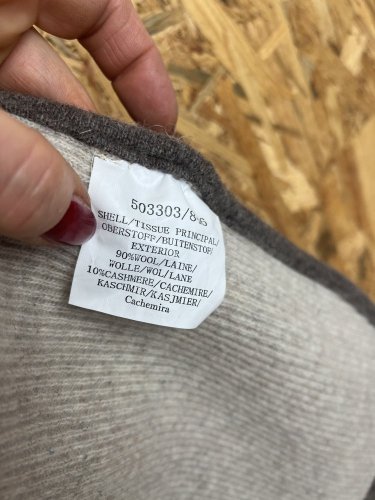 503303/845
SHELL/TISSUE PRINCIPAL/
OBERSTOFF/BUITENSTOF/
EXTERIOR
90%WOOL/LAINE/
WOLLE/WOL/LANE
10%CASHMERE/CACHEMIRE/
KASCHMIR/KASJMIER/
Cachemira